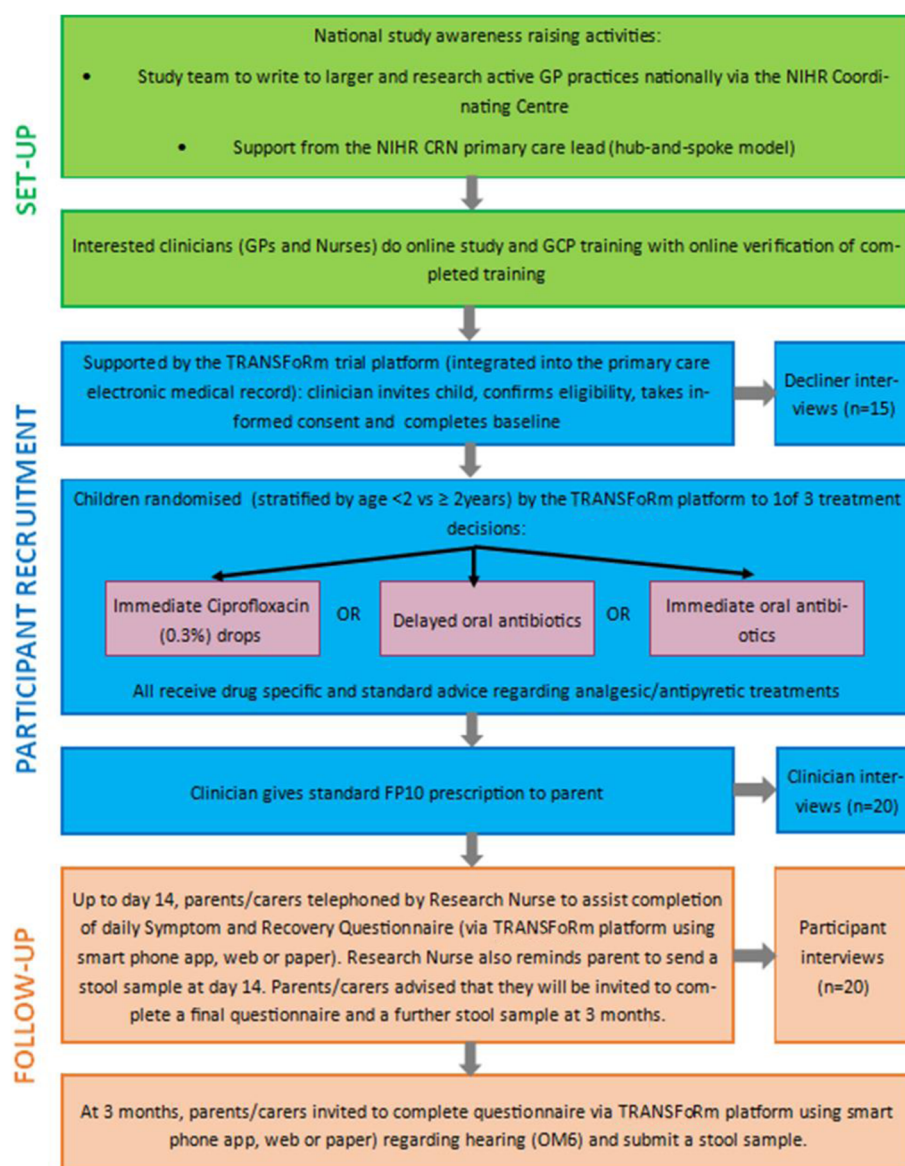 SET-UP
National study awareness raising activities:
• Study team to write to larger and research active GP practices nationally via the NIHR Coordi-
nating Centre
• Support from the NIHR CRN primary care lead (hub-and-spoke model)
Interested clinicians (GPs and Nurses) do online study and GCP training with online verification of com-
pleted training
PARTICIPANT RECRUITMENT
Supported by the TRANSFoRm trial platform (integrated into the primary care
electronic medical record): clinician invites child, confirms eligibility, takes in-
formed consent and completes baseline
Decliner inter-
views (n=15)
Children randomised (stratified by age <2 vs ≥ 2years) by the TRANSFoRm platform to 1of 3 treatment
decisions:
Immediate Ciprofloxacin
(0.3%) drops
OR
Delayed oral antibiotics
OR
Immediate oral antibi-
otics
All receive drug specific and standard advice regarding analgesic/antipyretic treatments
Clinician gives standard FP10 prescription to parent
Clinician inter-
views (n=20)
FOLLOW-UP
Up to day 14, parents/carers telephoned by Research Nurse to assist completion
of daily Symptom and Recovery Questionnaire (via TRANSFoRm platform using
smart phone app, web or paper). Research Nurse also reminds parent to send a
stool sample at day 14. Parents/carers advised that they will be invited to com-
plete a final questionnaire and a further stool sample at 3 months.
Participant
interviews
(n=20)
At 3 months, parents/carers invited to complete questionnaire via TRANSFoRm platform using smart
phone app, web or paper) regarding hearing (OM6) and submit a stool sample.